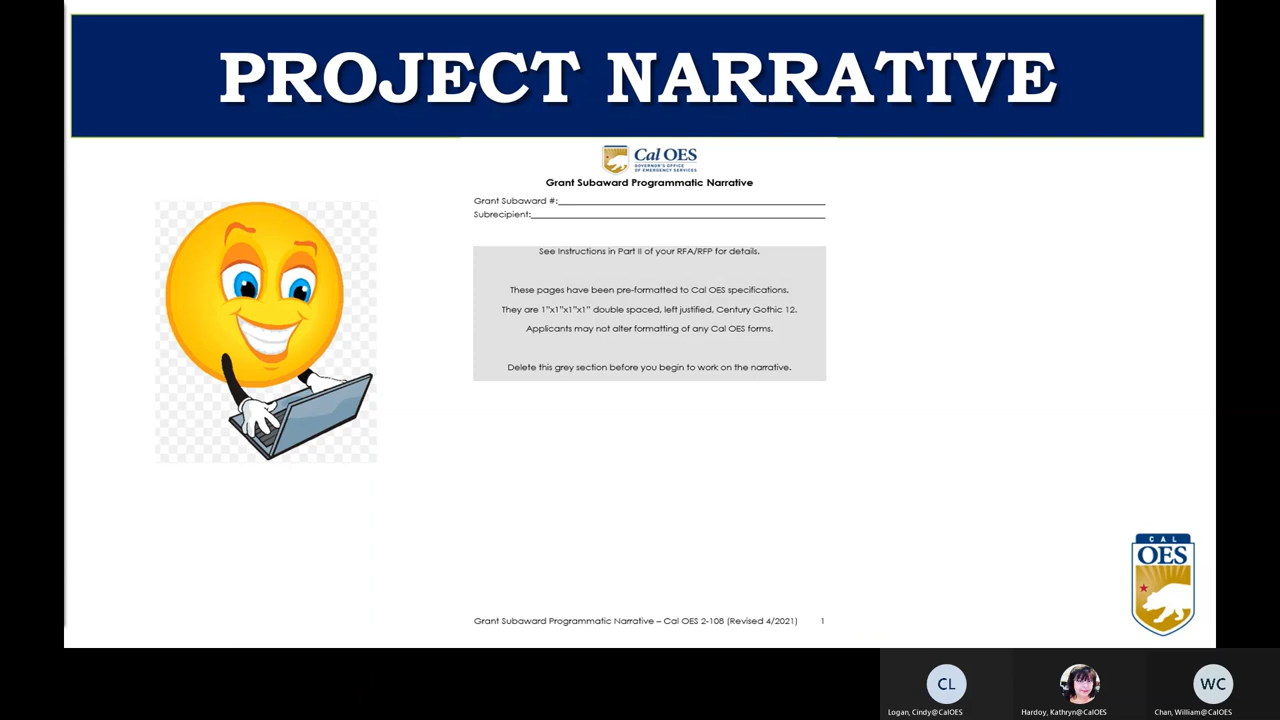 PROJECT NARRATIVE
Cal OES
GOVERNOR'S OFFICE
OF EMERGENCY SERVICES
Grant Subaward Programmatic Narrative
Grant Subaward #:
Subrecipient:
See Instructions in Part II of your RFA/RFP for details.
These pages have been pre-formatted to Cal OES specifications.
They are 1"x1"x1"x1" double spaced, left justified, Century Gothic 12.
Applicants may not alter formatting of any Cal OES forms.
Delete this grey section before you begin to work on the narrative.
CAL
OES
Grant Subaward Programmatic Narrative – Cal OES 2-108 (Revised 4/2021) 1
CL
WC
Logan, Cindy@CalOES
Hardoy, Kathryn@CalOES
Chan, William@CalOES